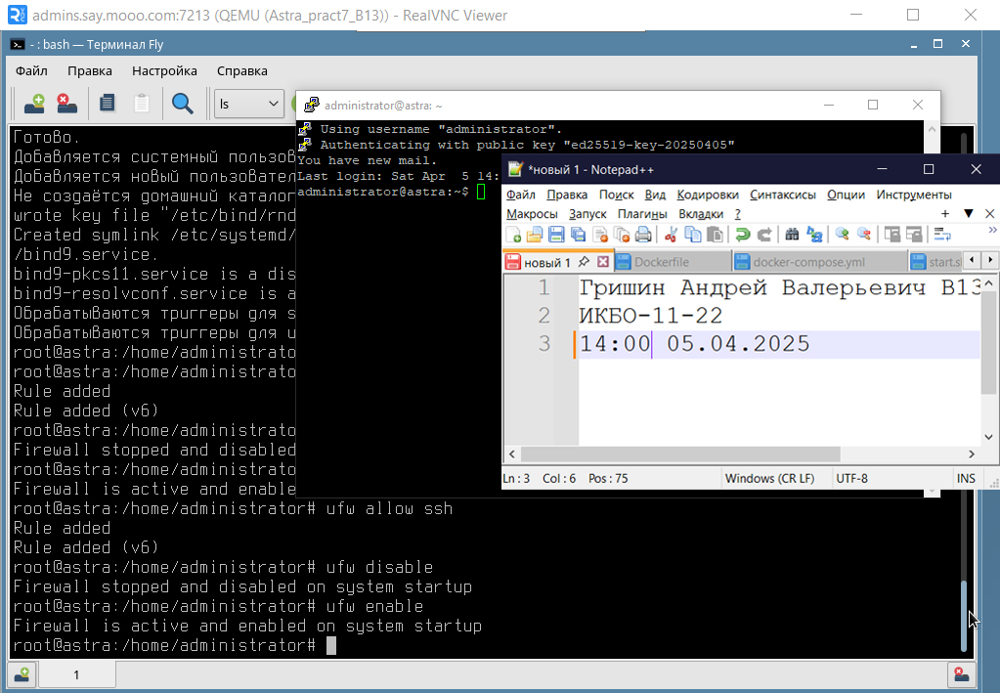 admins.say.mooo.com:7213 (QEMU (Astra_pract7_B13)) - RealVNC Viewer
- : bash — Терминал Fly
Файл Правка Настройка Справка
ls
Готово.
Добавляется системный пользов
Добавляется новый пользовател
Не создаётся домашний каталог
wrote key file "/etc/bind/rnd
Created symlink /etc/systemd/
/bind9.service.
bind9-pkcs11.service is a dis
bind9-resolvconf.service is a
Обрабатываются триггеры для s
Обрабатываются триггеры для u
root@astra:/home/administrato
root@astra:/home/administrato
Rule added
Rule added (v6)
root@astra:/home/administrato
Firewall stopped and disabled
root@astra:/home/administrato
Firewall is active and enable
root@astra:/home/administrator# ufw allow ssh
Rule added
Rule added (v6)
root@astra:/home/administrator# ufw disable
Firewall stopped and disabled on system startup
root@astra:/home/administrator# ufw enable
Firewall is active and enabled on system startup
root@astra:/home/administrator#
1
administrator@astra: ~
Using username "administrator".
Authenticating with public key "ed25519-key-20250405"
You have new mail.
Last login: Sat Apr  5 14:
administrator@astra:~$
*новый 1 - Notepad++
Файл Правка Поиск Вид Кодировки Синтаксисы Опции Инструменты
Макросы Запуск Плагины Вкладки ? + ▼ X
новый 1 Dockerfile docker-compose.yml start.s
1 Гришин Андрей Валерьевич В13
2 ИКБО-11-22
3 14:00 05.04.2025
Ln : 3 Col : 6 Pos : 75 Windows (CR LF) UTF-8 INS